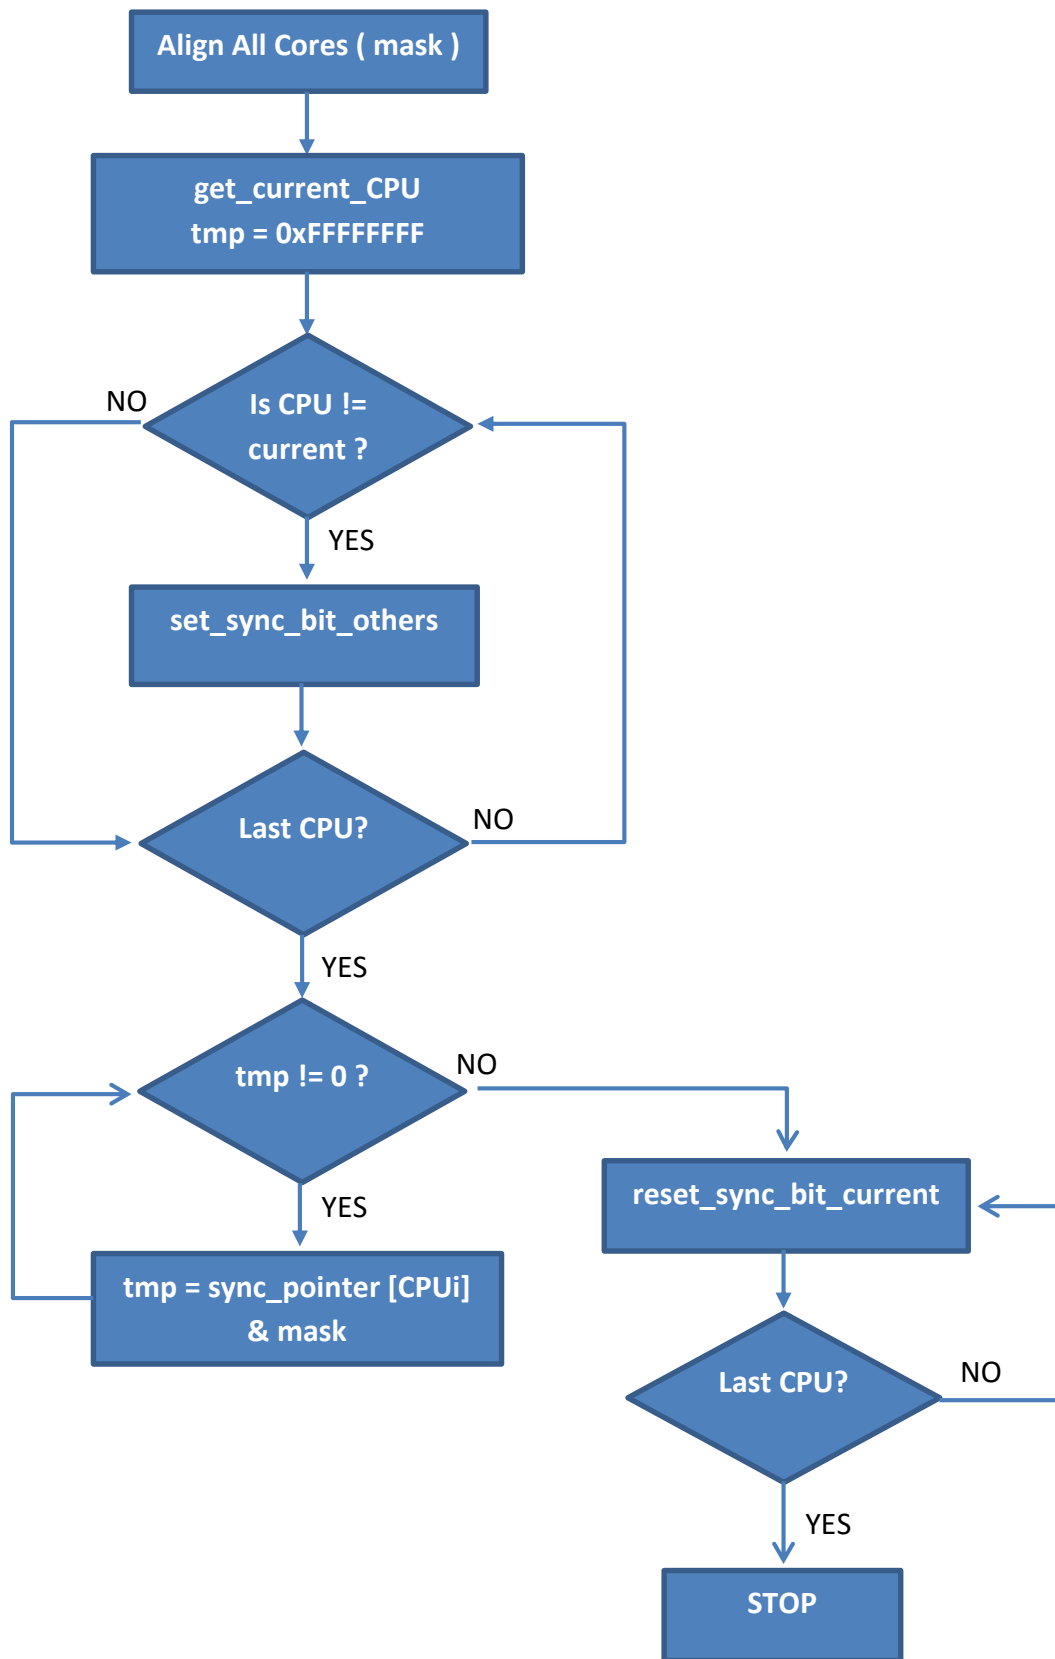 Align All Cores ( mask )
get_current_CPU
tmp = 0xFFFFFFFF
NO
Is CPU !=
current ?
YES
set_sync_bit_others
Last CPU?
NO
YES
tmp != 0 ?
NO
YES
reset_sync_bit_current
tmp = sync_pointer [CPUi]
& mask
Last CPU?
NO
YES
STOP